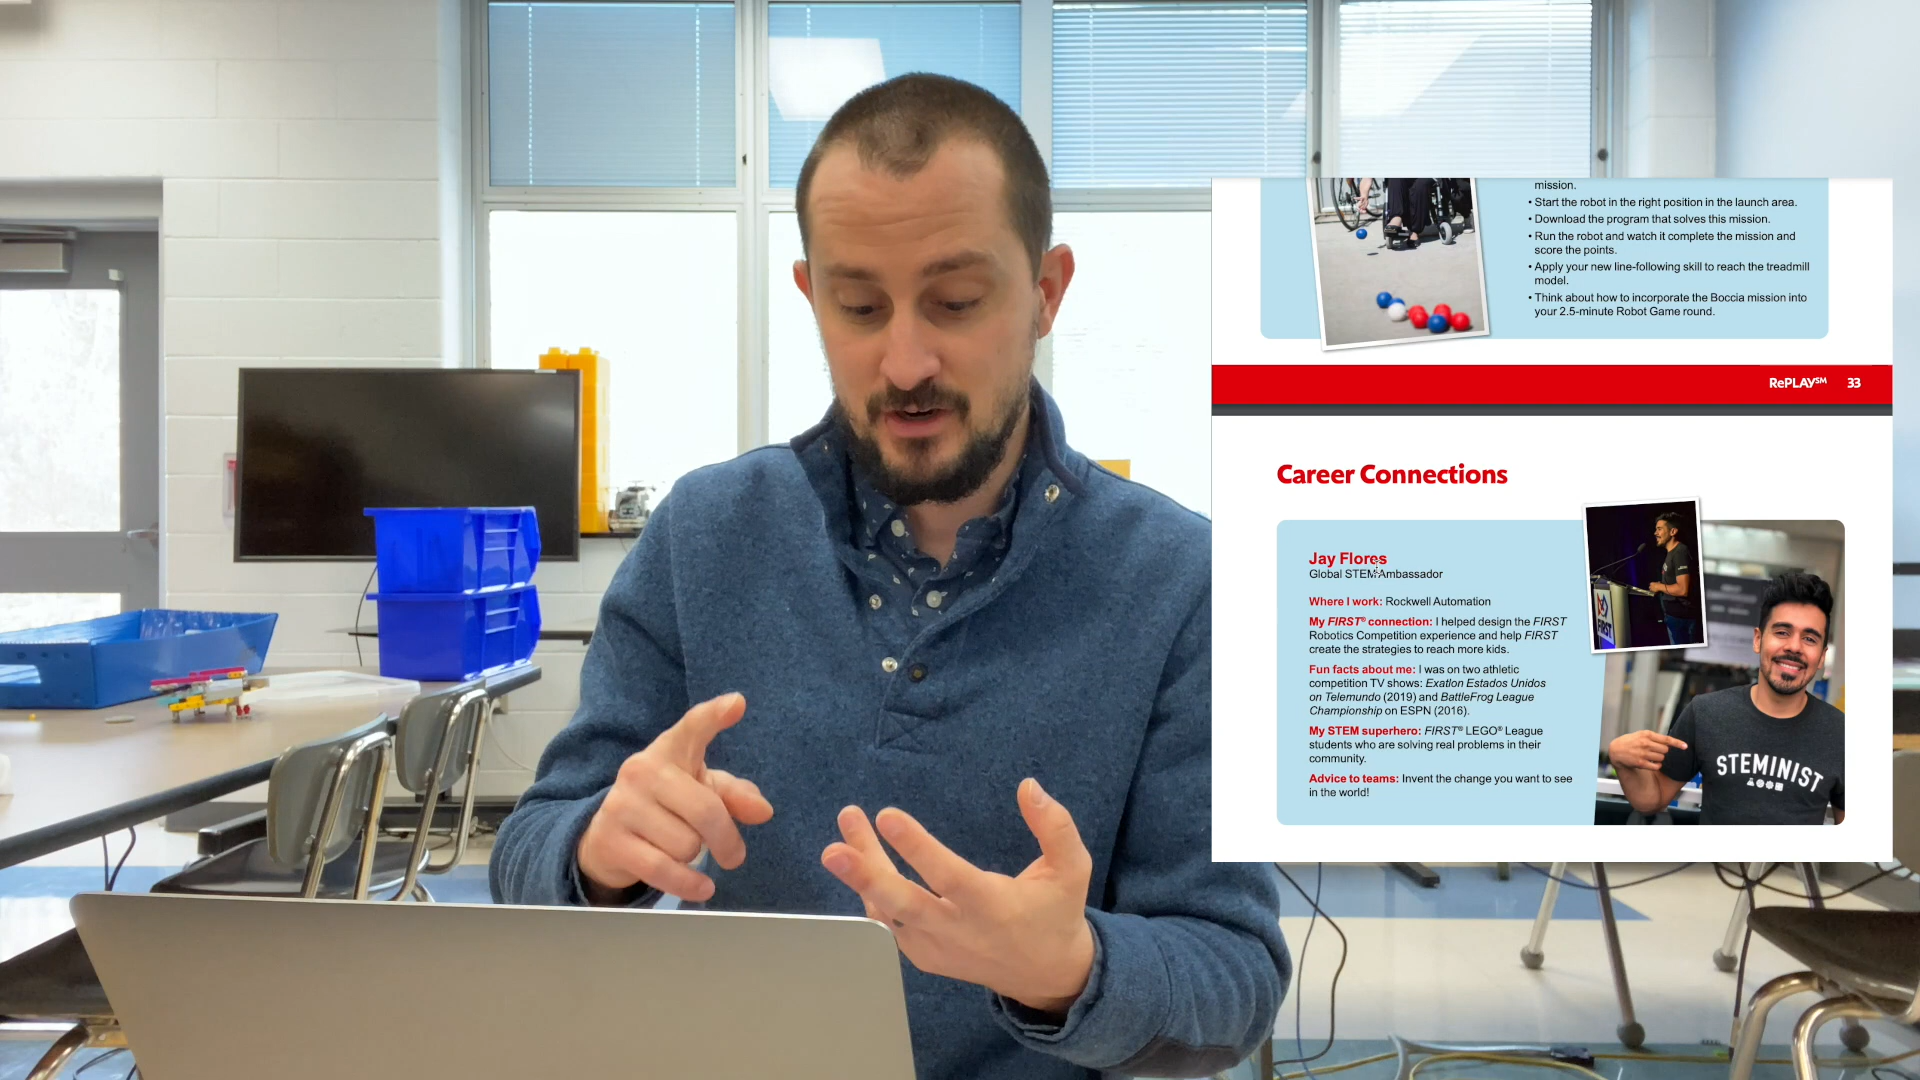 mission.
• Start the robot in the right position in the launch area.
• Download the program that solves this mission.
• Run the robot and watch it complete the mission and
score the points.
• Apply your new line-following skill to reach the treadmill
model.
• Think about how to incorporate the Boccia mission into
your 2.5-minute Robot Game round.
RePLAY℠ 33
Career Connections
Jay Flores
Global STEM Ambassador
Where I work: Rockwell Automation
My FIRST® connection: I helped design the FIRST
Robotics Competition experience and help FIRST
create the strategies to reach more kids.
Fun facts about me: I was on two athletic
competition TV shows: Exatlon Estados Unidos
on Telemundo (2019) and BattleFrog League
Championship on ESPN (2016).
My STEM superhero: FIRST® LEGO® League
students who are solving real problems in their
community.
Advice to teams: Invent the change you want to see
in the world!
FIRST
STEMINIST